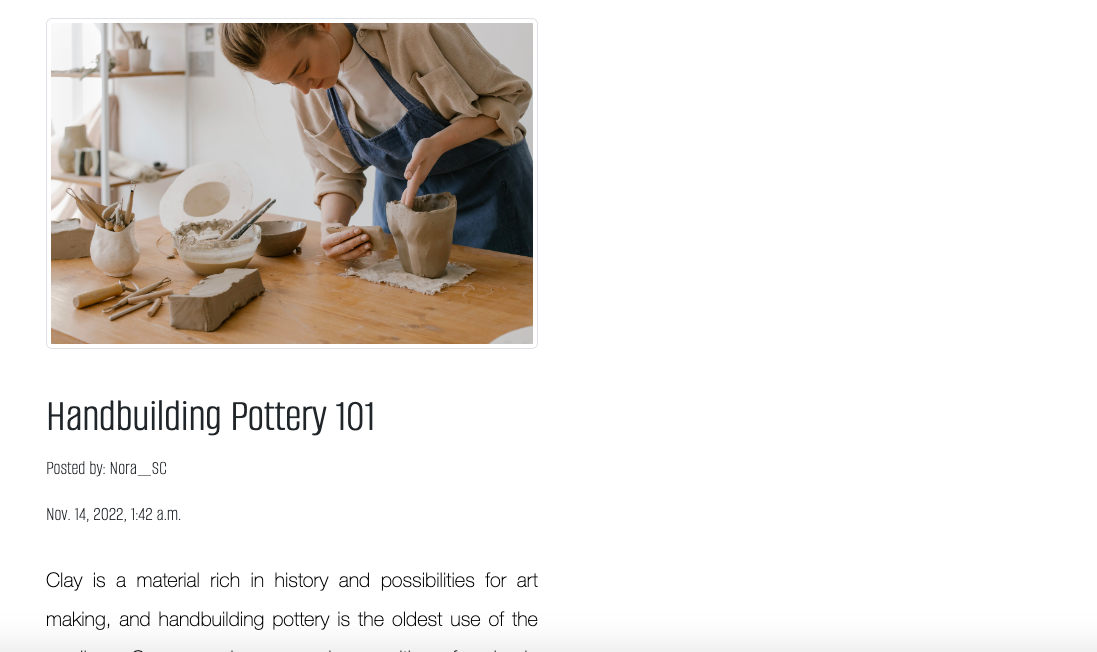 Handbuilding Pottery 101
Posted by: Nora__SC
Nov. 14, 2022, 1:42 a.m.
Clay is a material rich in history and possibilities for art
making, and handbuilding pottery is the oldest use of the